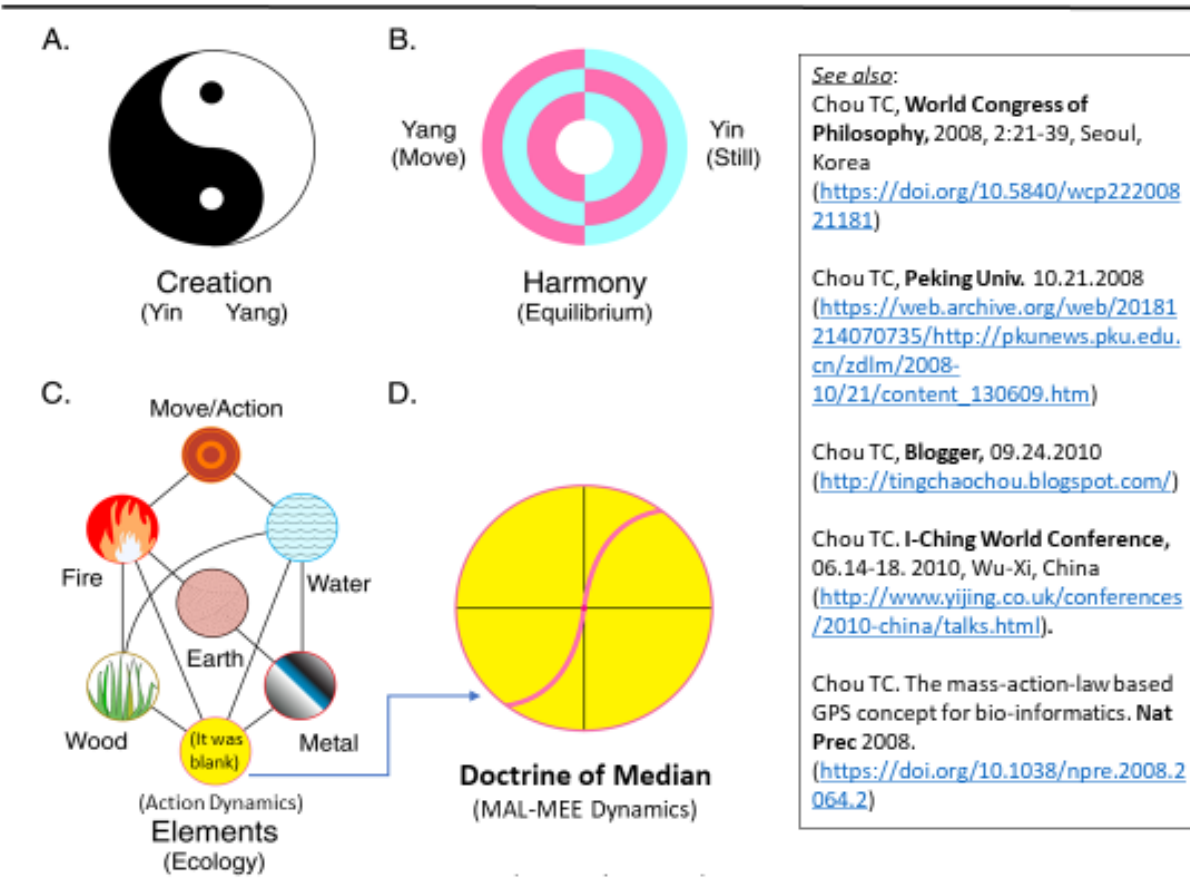 A.
Creation
(Yin Yang)
B.
Yang
(Move)
Yin
(Still)
Harmony
(Equilibrium)
C.
Move/Action
Fire
Water
Earth
Wood
Metal
(It was
blank)
(Action Dynamics)
Elements
(Ecology)
D.
Doctrine of Median
(MAL-MEE Dynamics)
See also:
Chou TC, World Congress of
Philosophy, 2008, 2:21-39, Seoul,
Korea
(https://doi.org/10.5840/wcp222008
21181)
Chou TC, Peking Univ. 10.21.2008
(https://web.archive.org/web/20181
214070735/http://pkunews.pku.edu.
cn/zdlm/2008-
10/21/content_130609.htm)
Chou TC, Blogger, 09.24.2010
(http://tingchaochou.blogspot.com/)
Chou TC. I-Ching World Conference,
06.14-18. 2010, Wu-Xi, China
(http://www.yijing.co.uk/conferences
/2010-china/talks.html).
Chou TC. The mass-action-law based
GPS concept for bio-informatics. Nat
Prec 2008.
(https://doi.org/10.1038/npre.2008.2
064.2)